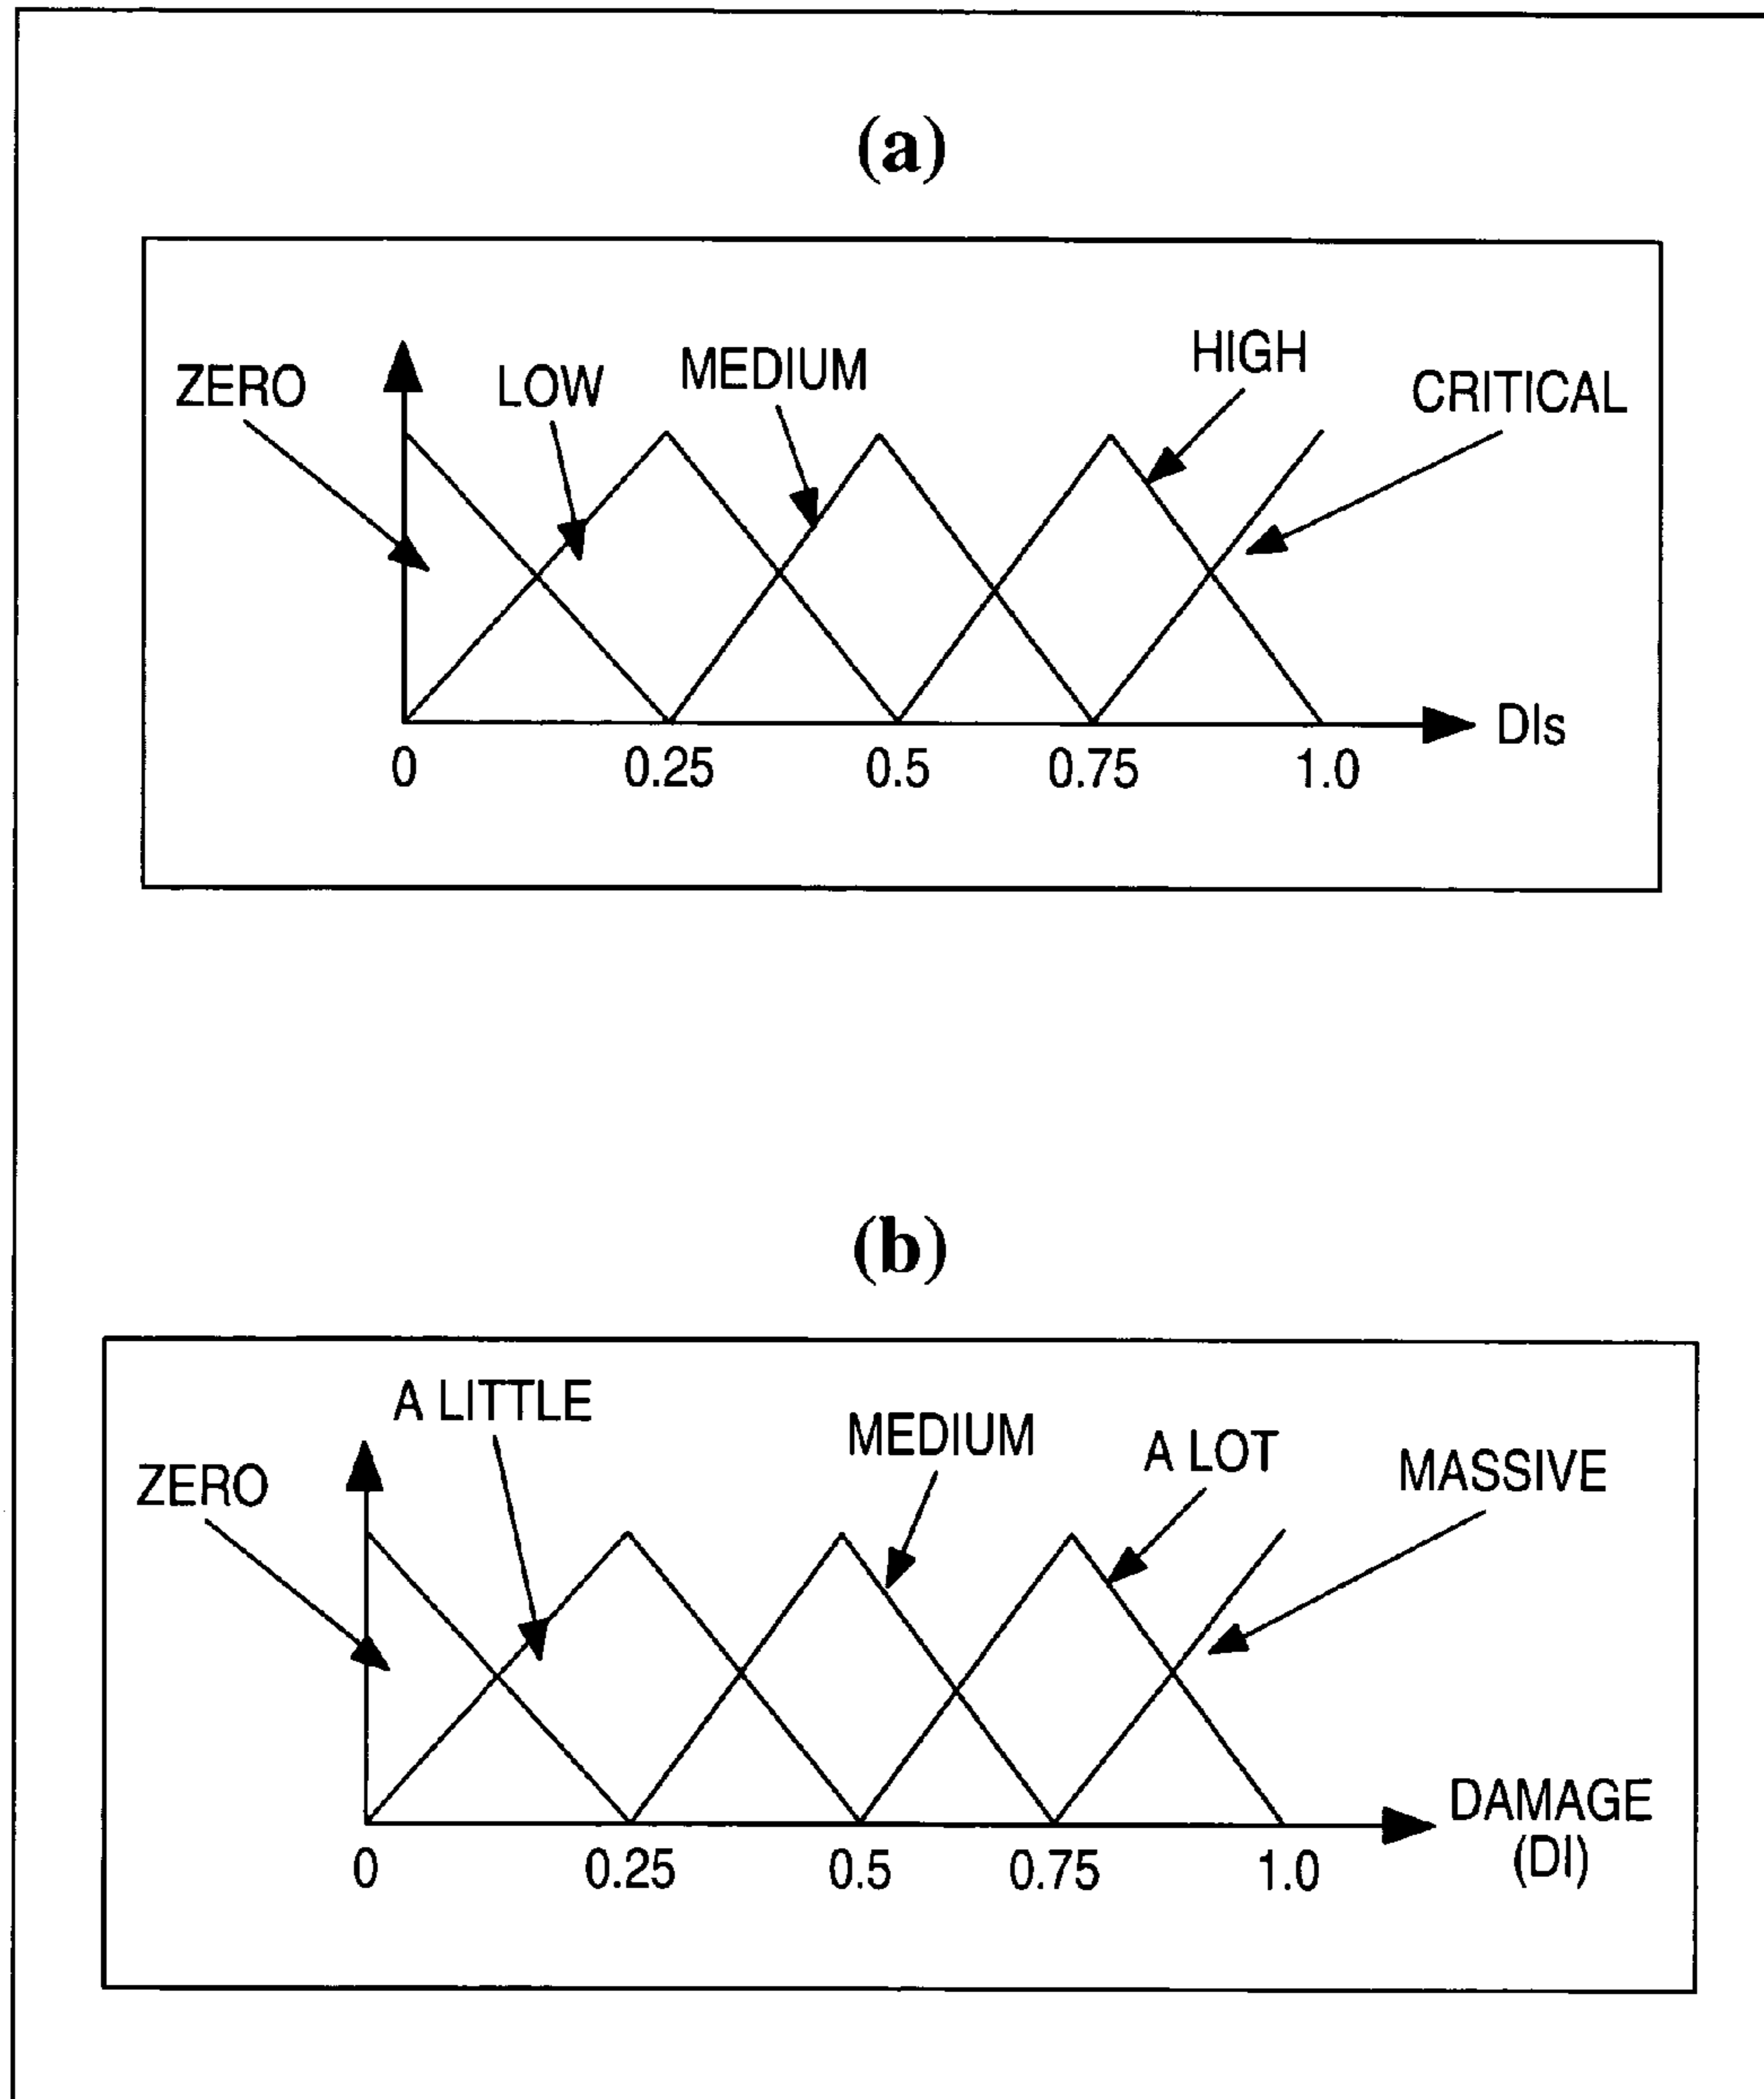 (a)
ZERO LOW MEDIUM HIGH CRITICAL
DIs
0 0.25 0.5 0.75 1.0
(b)
ZERO A LITTLE MEDIUM A LOT MASSIVE
DAMAGE
(DI)
0 0.25 0.5 0.75 1.0